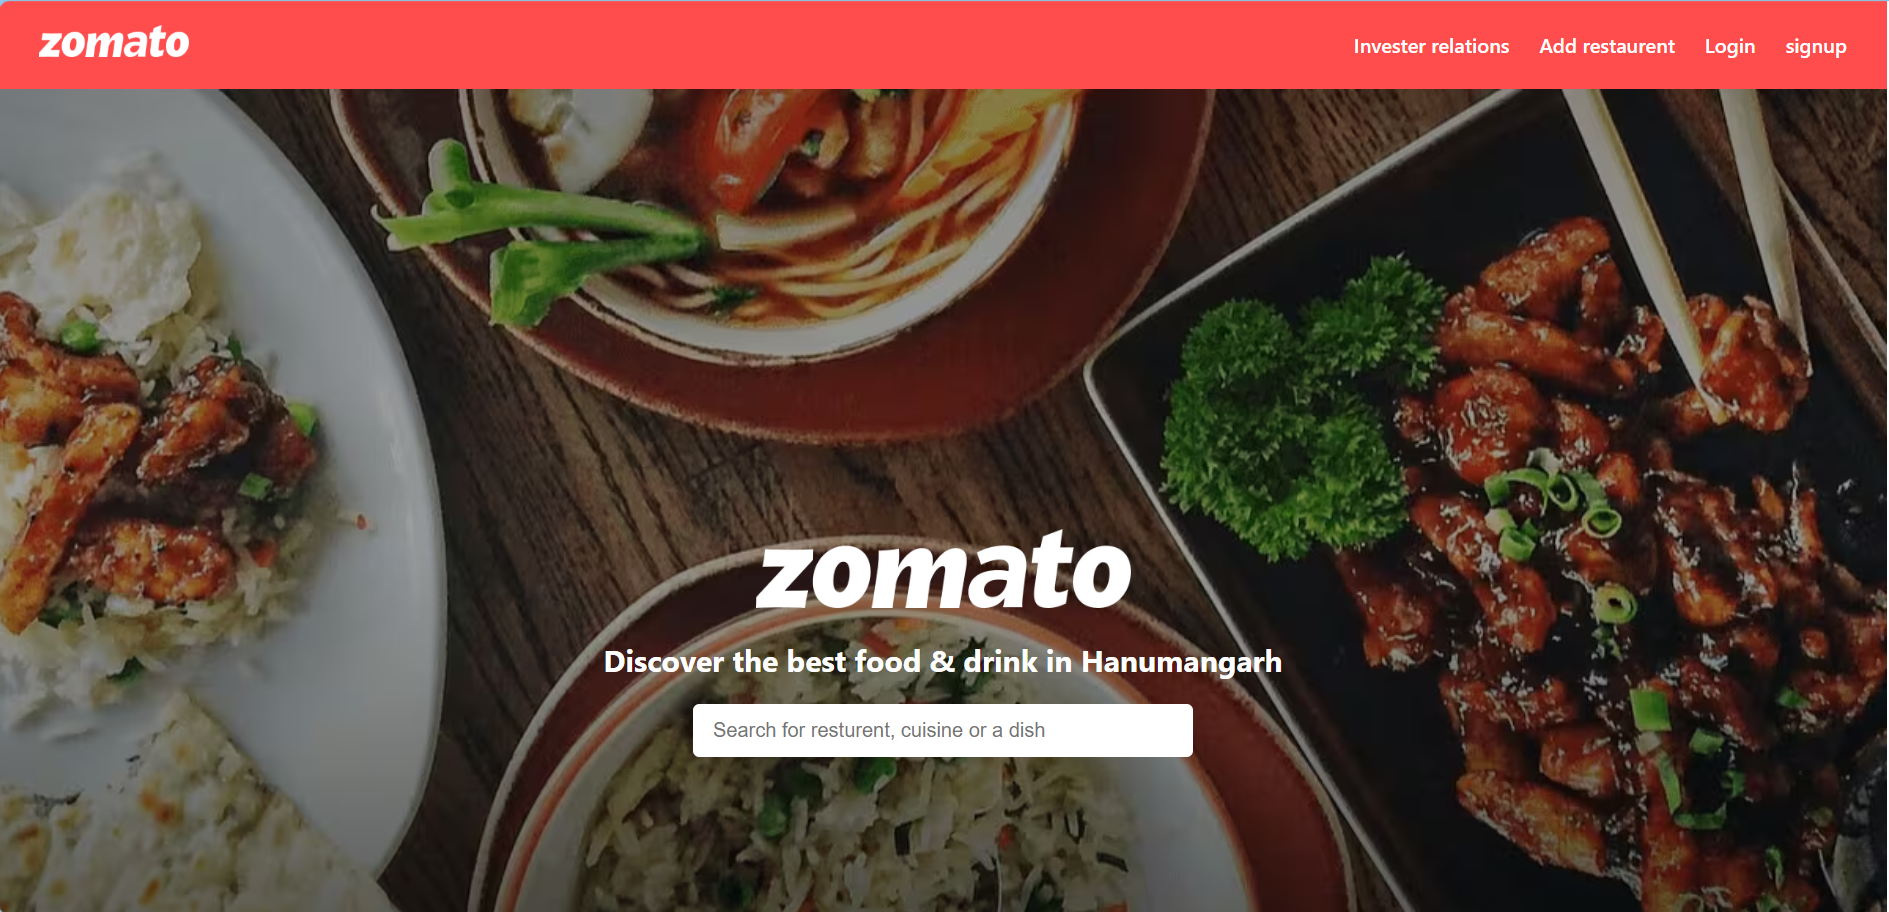 zomato
Invester relations Add restaurent Login signup
zomato
Discover the best food & drink in Hanumangarh
Search for resturent, cuisine or a dish